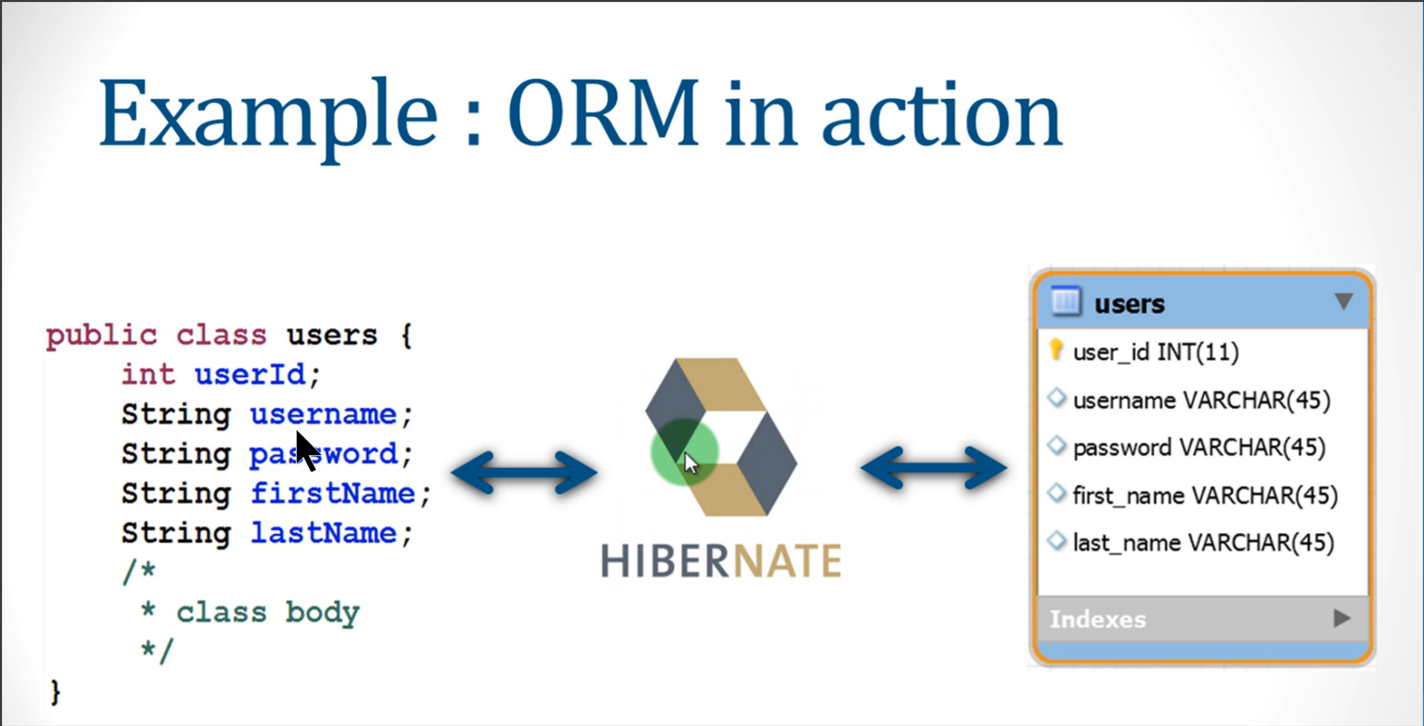 Example : ORM in action
public class users {
int userId;
String username;
String password;
String firstName;
String lastName;
/*
* class body
*/
}
HIBERNATE
users
user_id INT(11)
username VARCHAR(45)
password VARCHAR(45)
first_name VARCHAR(45)
last_name VARCHAR(45)
Indexes